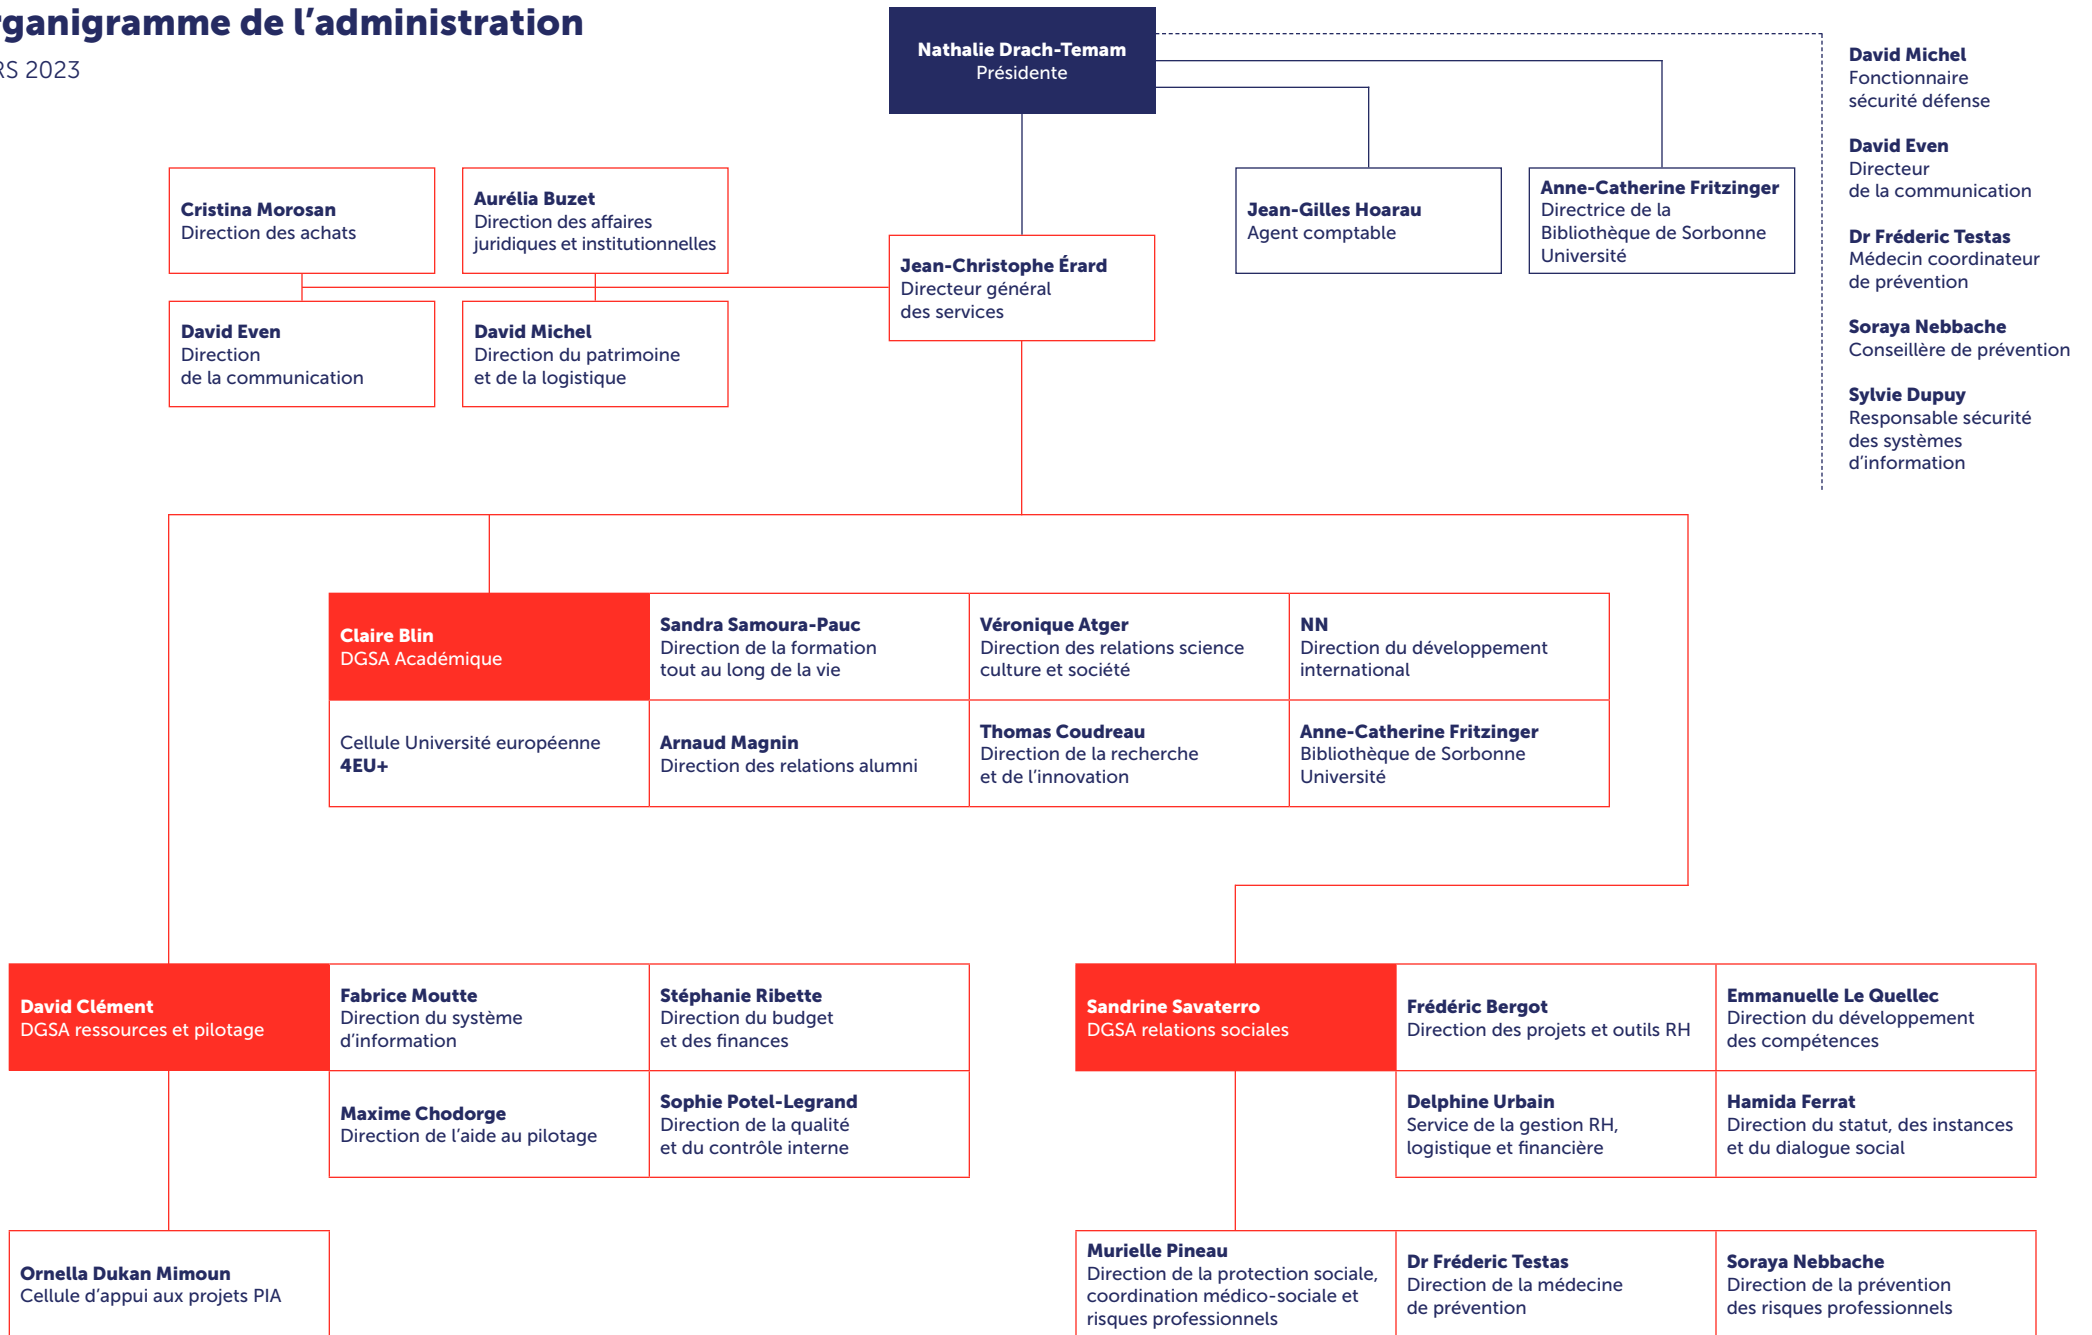 rganigramme de l'administration
RS 2023
Nathalie Drach-Temam
Présidente
David Michel
Fonctionnaire
sécurité défense
David Even
Directeur
de la communication
Dr Fréderic Testas
Médecin coordinateur
de prévention
Soraya Nebbache
Conseillère de prévention
Sylvie Dupuy
Responsable sécurité
des systèmes
d'information
Cristina Morosan
Direction des achats
Aurélia Buzet
Direction des affaires
juridiques et institutionnelles
Jean-Christophe Érard
Directeur général
des services
Jean-Gilles Hoarau
Agent comptable
Anne-Catherine Fritzinger
Directrice de la
Bibliothèque de Sorbonne
Université
David Even
Direction
de la communication
David Michel
Direction du patrimoine
et de la logistique
Claire Blin
DGSA Académique
Sandra Samoura-Pauc
Direction de la formation
tout au long de la vie
Véronique Atger
Direction des relations science
culture et société
NN
Direction du développement
international
Cellule Université européenne
4EU+
Arnaud Magnin
Direction des relations alumni
Thomas Coudreau
Direction de la recherche
et de l'innovation
Anne-Catherine Fritzinger
Bibliothèque de Sorbonne
Université
David Clément
DGSA ressources et pilotage
Fabrice Moutte
Direction du système
d'information
Stéphanie Ribette
Direction du budget
et des finances
Maxime Chodorge
Direction de l'aide au pilotage
Sophie Potel-Legrand
Direction de la qualité
et du contrôle interne
Ornella Dukan Mimoun
Cellule d'appui aux projets PIA
Sandrine Savaterro
DGSA relations sociales
Frédéric Bergot
Direction des projets et outils RH
Emmanuelle Le Quellec
Direction du développement
des compétences
Delphine Urbain
Service de la gestion RH,
logistique et financière
Hamida Ferrat
Direction du statut, des instances
et du dialogue social
Murielle Pineau
Direction de la protection sociale,
coordination médico-sociale et
risques professionnels
Dr Fréderic Testas
Direction de la médecine
de prévention
Soraya Nebbache
Direction de la prévention
des risques professionnels